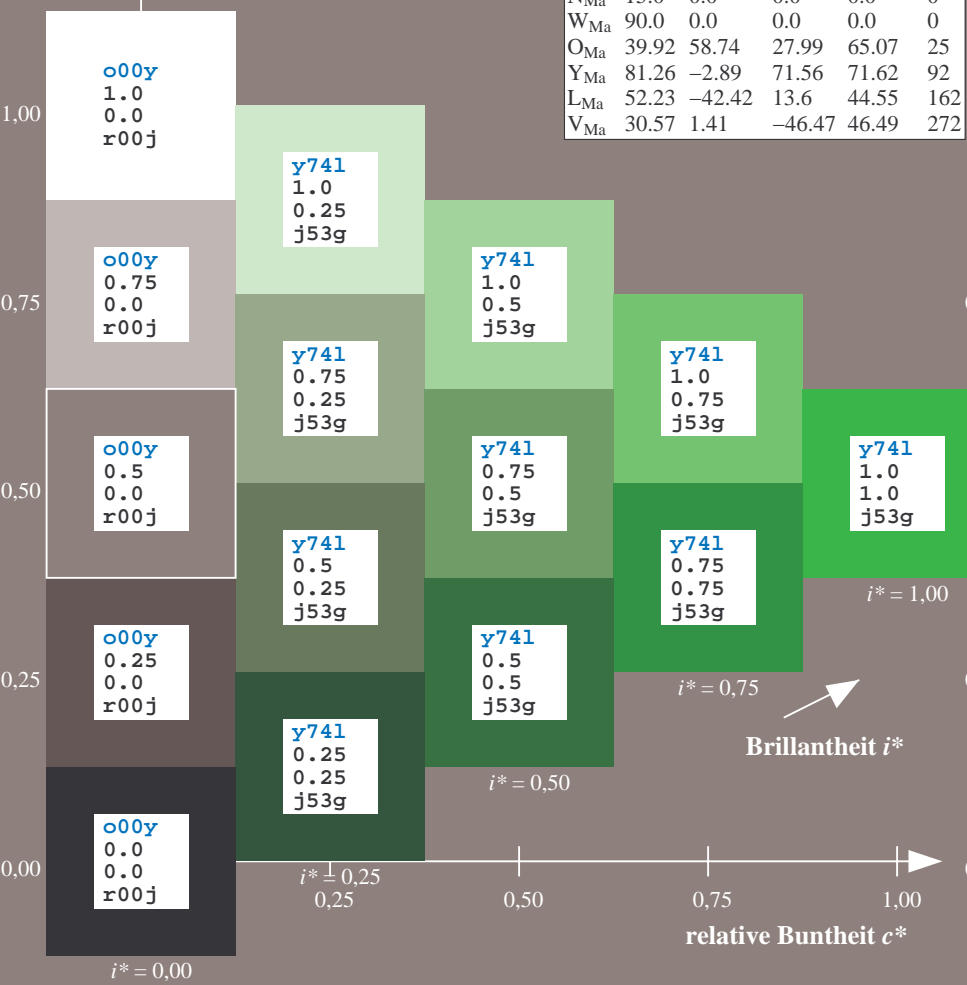 W Ma 90.0 0.0 0.0 0.0 0
O Ma 39.92 58.74 27.99 65.07 25
Y Ma 81.26 −2.89 71.56 71.62 92
L Ma 52.23 −42.42 13.6 44.55 162
V Ma 30.57 1.41 −46.47 46.49 272
o00y
1.0
0.0
r00j
1,00
y74l
1.0
0.25
j53g
o00y
0.75
0.0
r00j
y74l
1.0
0.5
j53g
0,75
y74l
0.75
0.25
j53g
y74l
1.0
0.75
j53g
o00y
0.5
0.0
r00j
y74l
0.75
0.5
j53g
y74l
1.0
1.0
j53g
0,50
y74l
0.5
0.25
j53g
y74l
0.75
0.75
j53g
i* = 1,00
o00y
0.25
0.0
r00j
y74l
0.5
0.5
j53g
0,25
i* = 0,75
y74l
0.25
0.25
j53g
Brillantheit i*
i* = 0,50
o00y
0.0
0.0
r00j
0,00
i* = 0,25
0,25 0,50 0,75 1,00
relative Buntheit c*
i* = 0,00